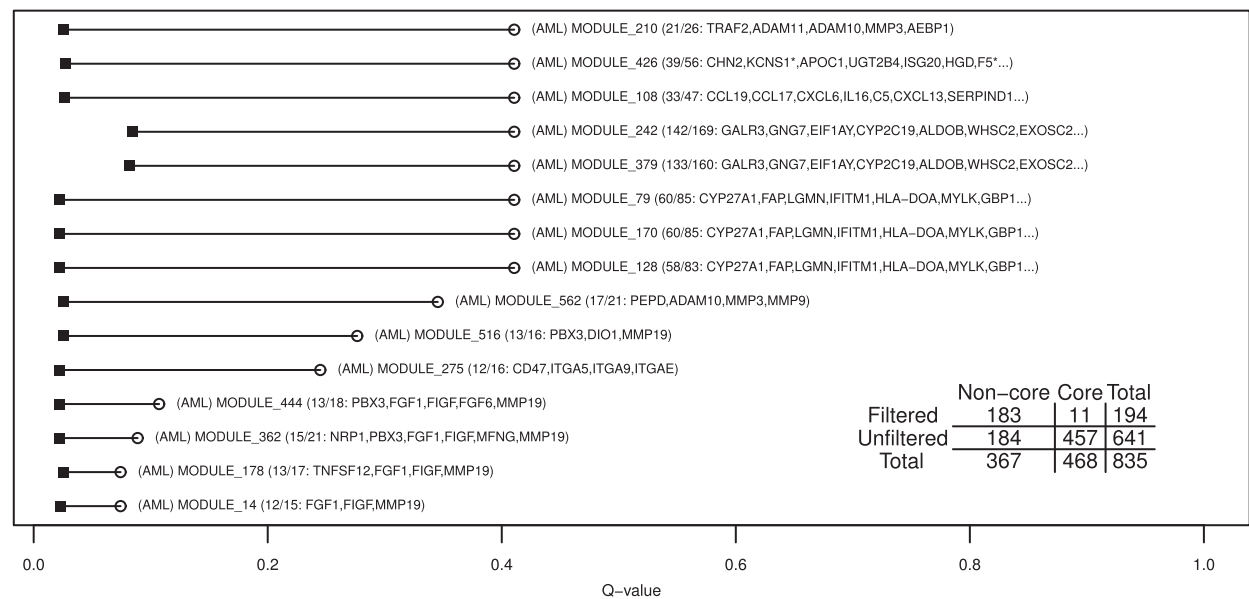 (AML) MODULE_210 (21/26: TRAF2,ADAM11,ADAM10,MMP3,AEBP1)
(AML) MODULE_426 (39/56: CHN2,KCNS1*,APOC1,UGT2B4,ISG20,HGD,F5*...)
(AML) MODULE_108 (33/47: CCL19,CCL17,CXCL6,IL16,C5,CXCL13,SERPIND1...)
(AML) MODULE_242 (142/169: GALR3,GNG7,EIF1AY,CYP2C19,ALDOB,WHSC2,EXOSC2...)
(AML) MODULE_379 (133/160: GALR3,GNG7,EIF1AY,CYP2C19,ALDOB,WHSC2,EXOSC2...)
(AML) MODULE_79 (60/85: CYP27A1,FAP,LGMN,IFITM1,HLA−DOA,MYLK,GBP1...)
(AML) MODULE_170 (60/85: CYP27A1,FAP,LGMN,IFITM1,HLA−DOA,MYLK,GBP1...)
(AML) MODULE_128 (58/83: CYP27A1,FAP,LGMN,IFITM1,HLA−DOA,MYLK,GBP1...)
(AML) MODULE_562 (17/21: PEPD,ADAM10,MMP3,MMP9)
(AML) MODULE_516 (13/16: PBX3,DIO1,MMP19)
(AML) MODULE_275 (12/16: CD47,ITGA5,ITGA9,ITGAE)
(AML) MODULE_444 (13/18: PBX3,FGF1,FIGF,FGF6,MMP19)
(AML) MODULE_362 (15/21: NRP1,PBX3,FGF1,FIGF,MFNG,MMP19)
(AML) MODULE_178 (13/17: TNFSF12,FGF1,FIGF,MMP19)
(AML) MODULE_14 (12/15: FGF1,FIGF,MMP19)
Non−core Core Total
Filtered 183 11 194
Unfiltered 184 457 641
Total 367 468 835
0.0 0.2 0.4 0.6 0.8 1.0
Q−value